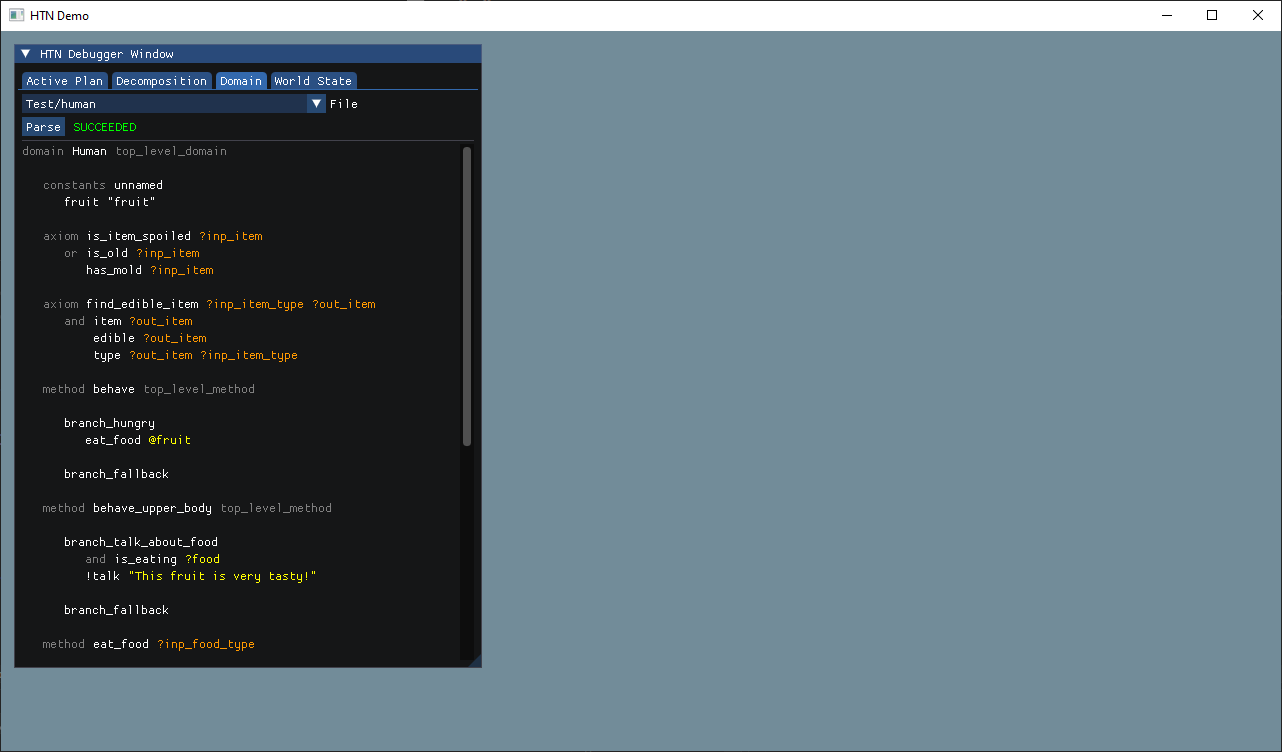 HTN Demo
HTN Debugger Window
Active Plan Decomposition Domain World State
Test/human File
Parse SUCCEEDED
domain Human top_level_domain
constants unnamed
fruit "fruit"
axiom is_item_spoiled ?inp_item
or is_old ?inp_item
has_mold ?inp_item
axiom find_edible_item ?inp_item_type ?out_item
and item ?out_item
edible ?out_item
type ?out_item ?inp_item_type
method behave top_level_method
branch_hungry
eat_food @fruit
branch_fallback
method behave_upper_body top_level_method
branch_talk_about_food
and is_eating ?food
!talk "This fruit is very tasty!"
branch_fallback
method eat_food ?inp_food_type